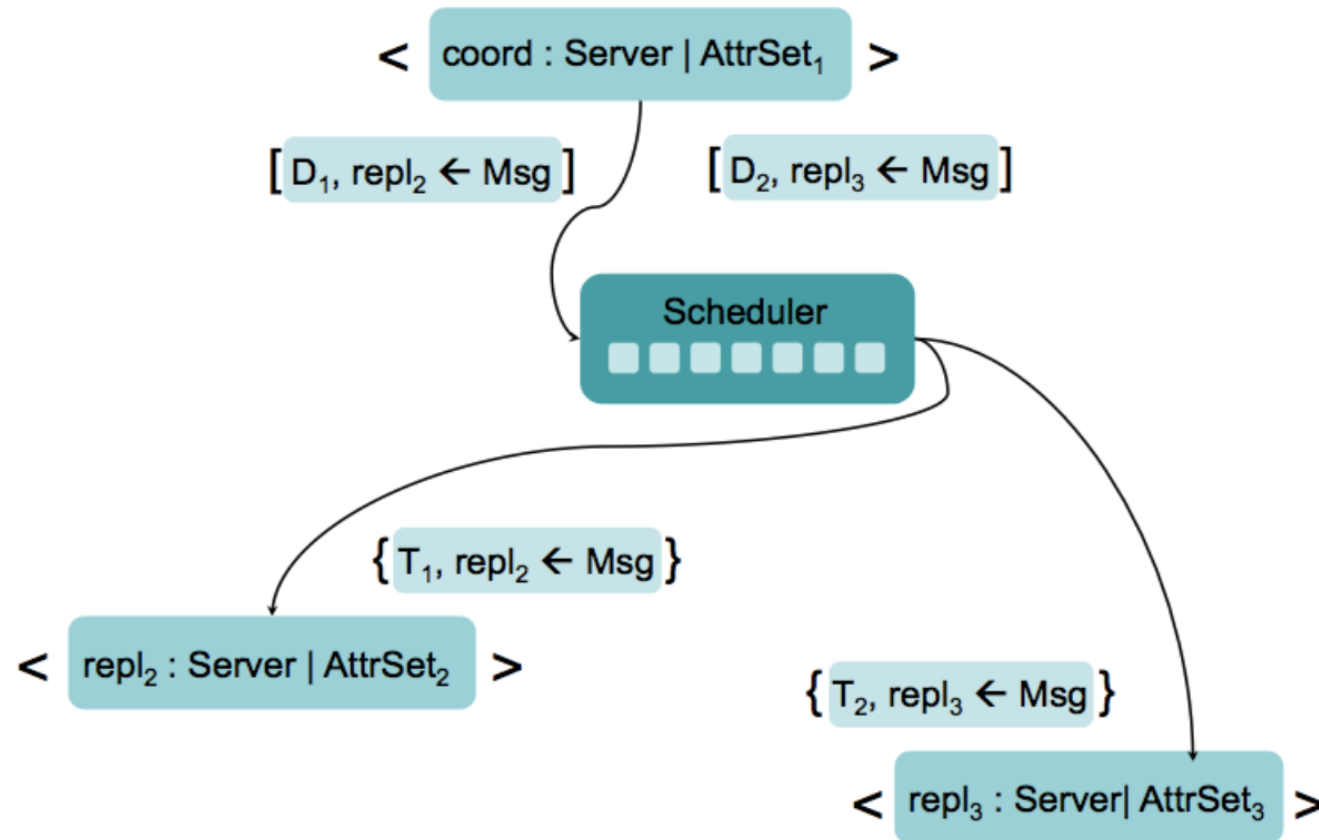 < coord : Server | AttrSet₁ >
[ D₁, repl₂ ← Msg ]
[ D₂, repl₃ ← Msg ]
Scheduler
{ T₁, repl₂ ← Msg }
< repl₂ : Server | AttrSet₂ >
{ T₂, repl₃ ← Msg }
< repl₃ : Server| AttrSet₃ >